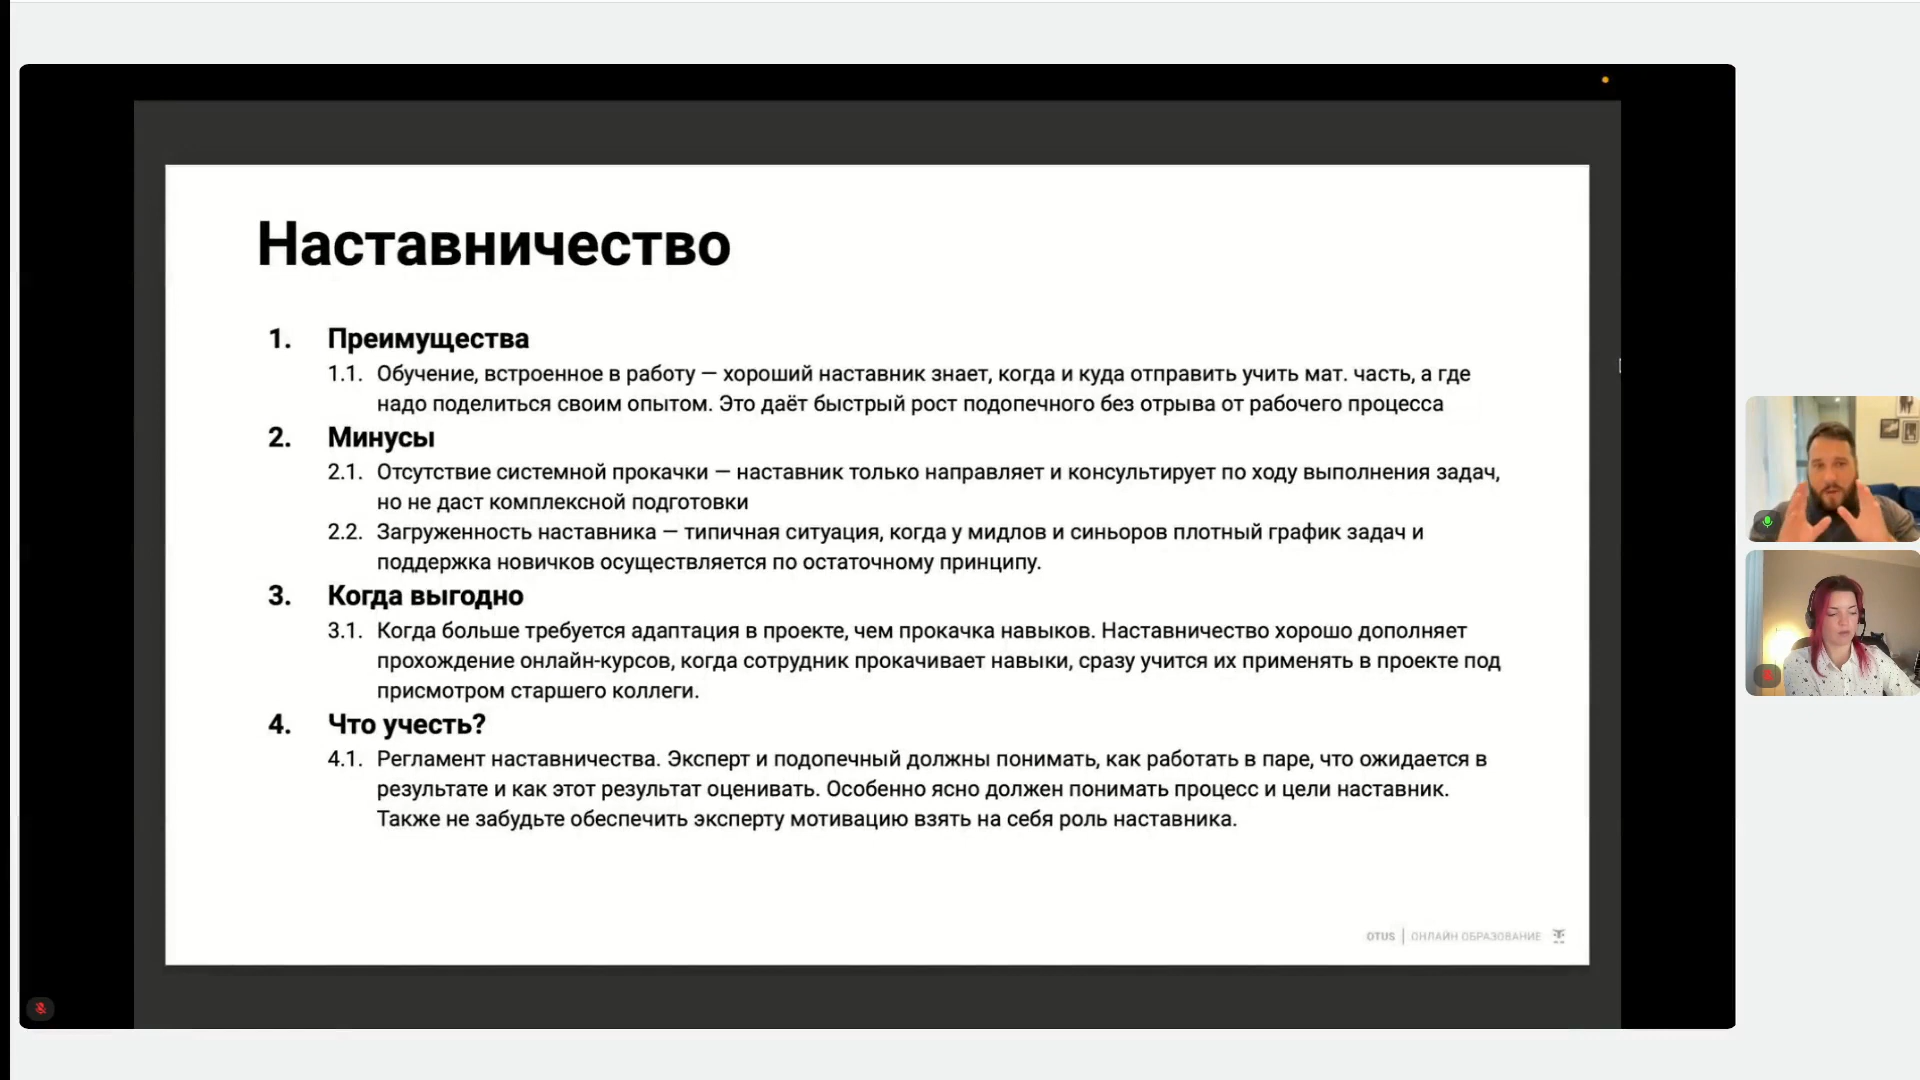 Наставничество
1. Преимущества
1.1. Обучение, встроенное в работу — хороший наставник знает, когда и куда отправить учить мат. часть, а где
надо поделиться своим опытом. Это даёт быстрый рост подопечного без отрыва от рабочего процесса
2. Минусы
2.1. Отсутствие системной прокачки — наставник только направляет и консультирует по ходу выполнения задач,
но не даст комплексной подготовки
2.2. Загруженность наставника — типичная ситуация, когда у мидлов и синьоров плотный график задач и
поддержка новичков осуществляется по остаточному принципу.
3. Когда выгодно
3.1. Когда больше требуется адаптация в проекте, чем прокачка навыков. Наставничество хорошо дополняет
прохождение онлайн-курсов, когда сотрудник прокачивает навыки, сразу учится их применять в проекте под
присмотром старшего коллеги.
4. Что учесть?
4.1. Регламент наставничества. Эксперт и подопечный должны понимать, как работать в паре, что ожидается в
результате и как этот результат оценивать. Особенно ясно должен понимать процесс и цели наставник.
Также не забудьте обеспечить эксперту мотивацию взять на себя роль наставника.
OTUS | ОНЛАЙН ОБРАЗОВАНИЕ